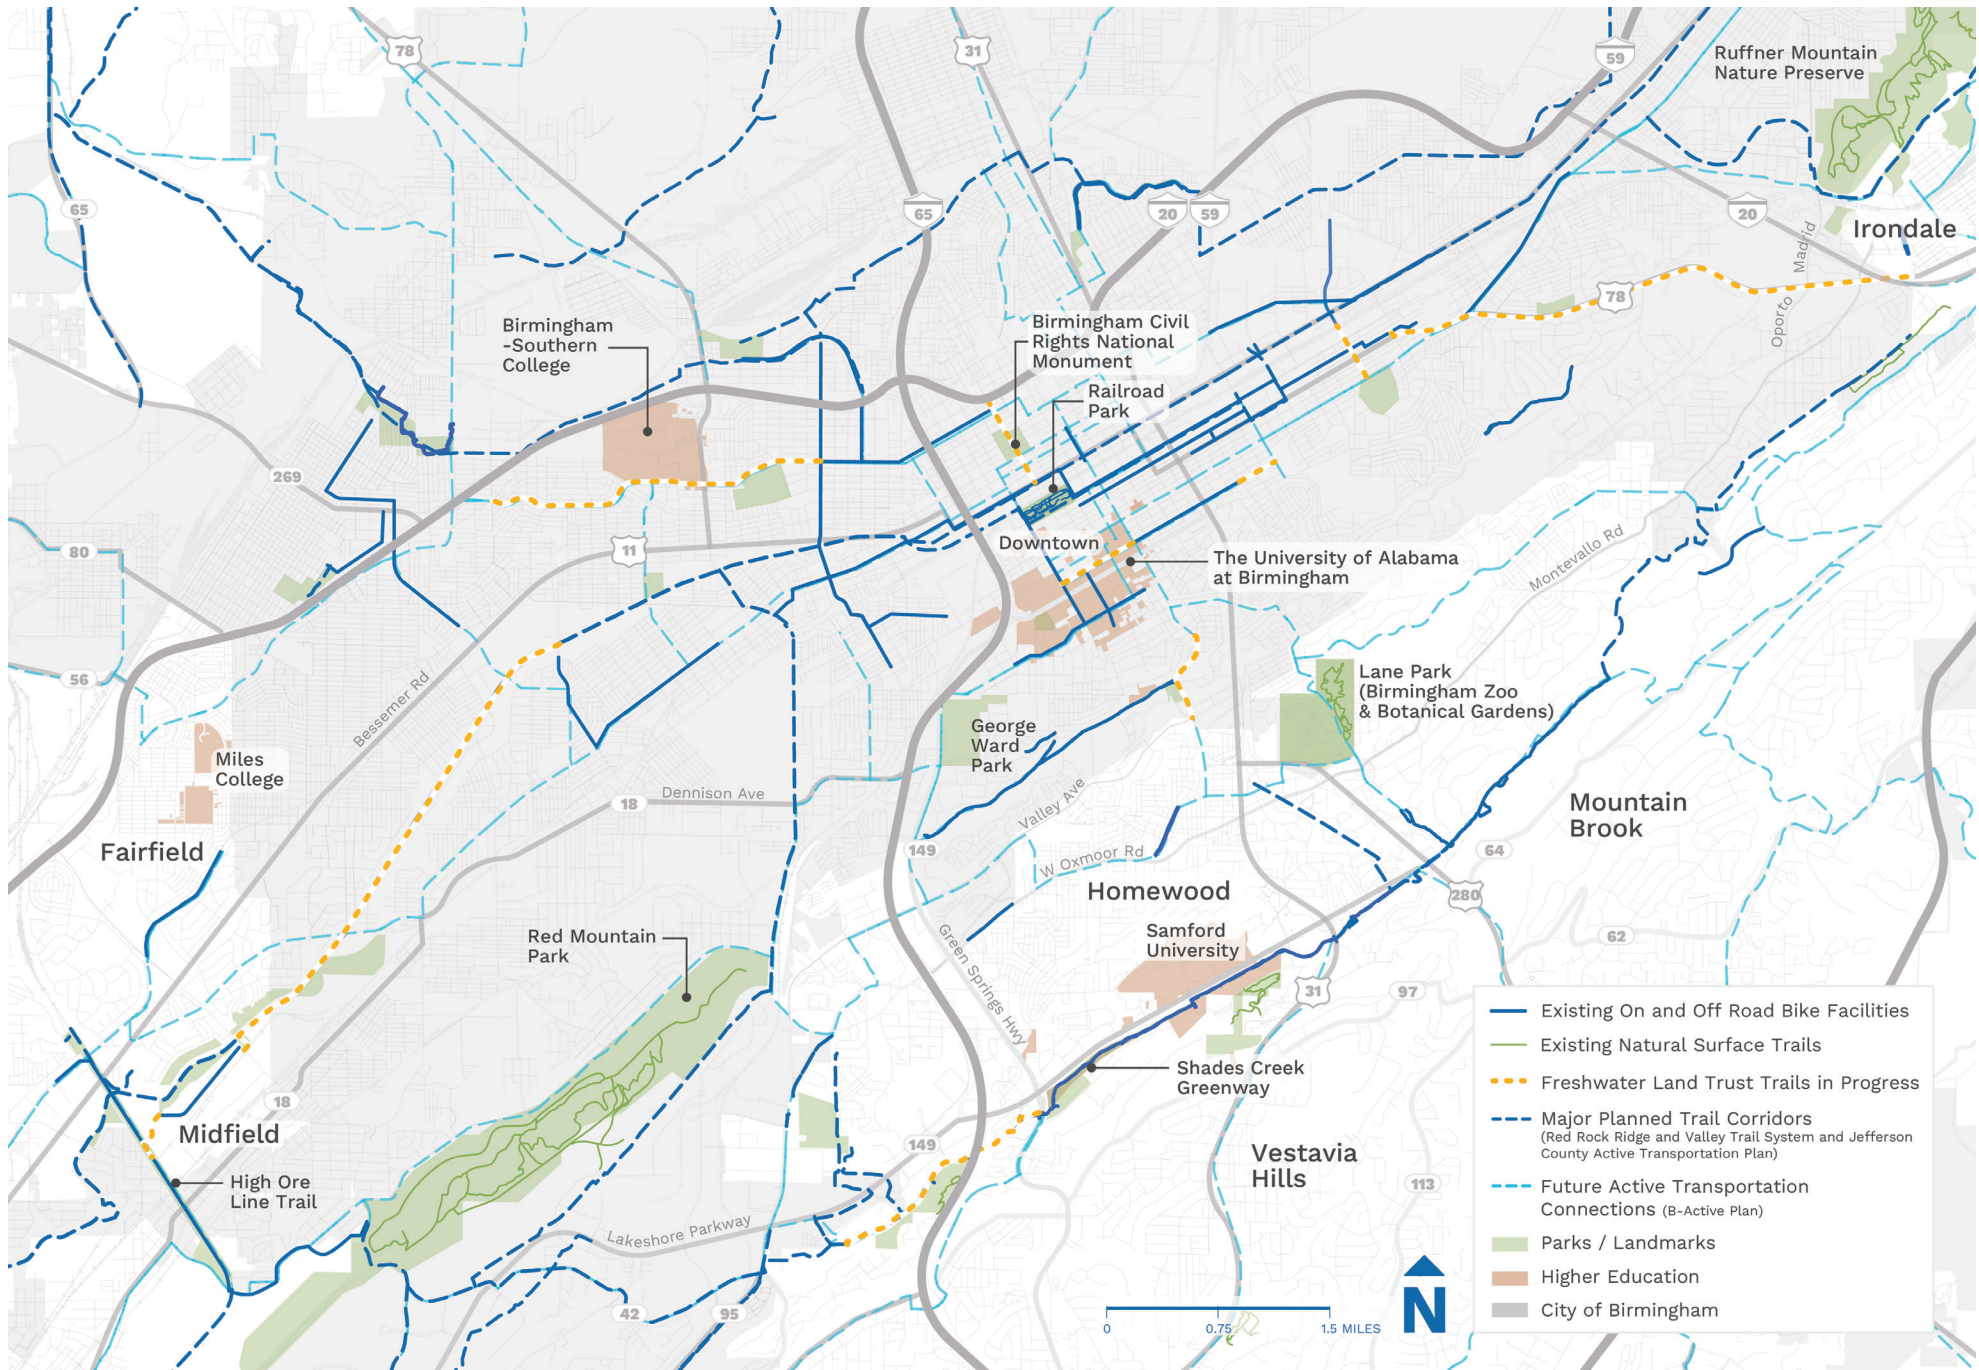 78
31
59
Ruffner Mountain
Nature Preserve
65
65
20
59
20
Irondale
Madrid
Oporto
78
Birmingham
-Southern
College
Birmingham Civil
Rights National
Monument
Railroad
Park
269
80
11
Downtown
The University of Alabama
at Birmingham
Montevallo Rd
56
Bessemer Rd
Lane Park
(Birmingham Zoo
& Botanical Gardens)
George
Ward
Park
Miles
College
18
Dennison Ave
Valley Ave
Mountain
Brook
Fairfield
149
W Oxmoor Rd
64
Homewood
280
Red Mountain
Park
Samford
University
62
Green Springs Hwy
31
97
Shades Creek
Greenway
18
Midfield
149
Vestavia
Hills
High Ore
Line Trail
113
Lakeshore Parkway
42
95
0
0.75
1.5 MILES
N
Existing On and Off Road Bike Facilities
Existing Natural Surface Trails
Freshwater Land Trust Trails in Progress
Major Planned Trail Corridors
(Red Rock Ridge and Valley Trail System and Jefferson
County Active Transportation Plan)
Future Active Transportation
Connections (B-Active Plan)
Parks / Landmarks
Higher Education
City of Birmingham